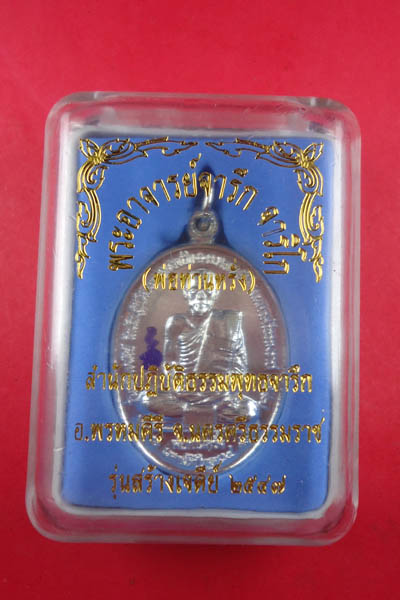 พระอาจารย์จารึก จารึโก
(พ่อท่านหรั่ง)
สำนักปฏิบัติธรรมพุทธจารึก
อ.พรหมคีรี จ.นครศรีธรรมราช
รุ่นสร้างเจดีย์ ๒๕๔๗